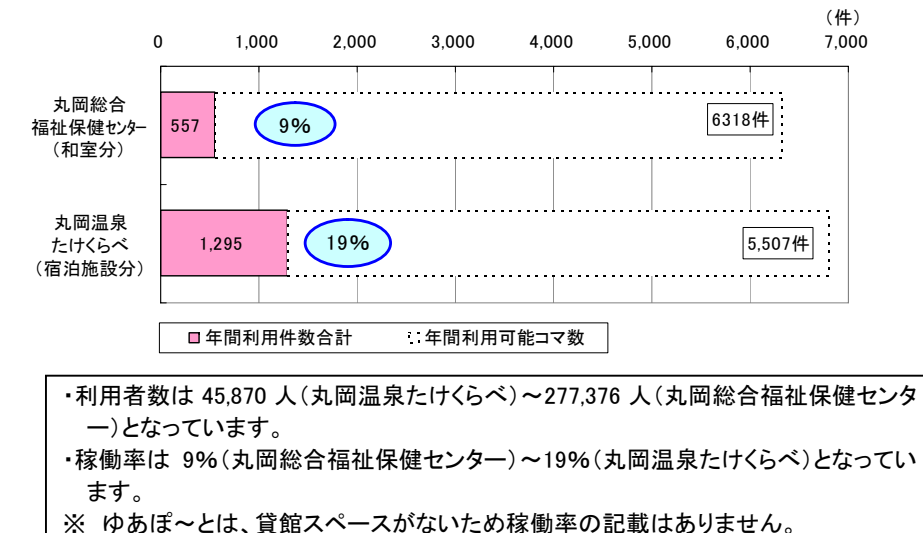 (件)
0 1,000 2,000 3,000 4,000 5,000 6,000 7,000
丸岡総合
福祉保健センター
(和室分)
557 9% 6318件
丸岡温泉
たけくらべ
(宿泊施設分)
1,295 19% 5,507件
年間利用件数合計 年間利用可能コマ数
・利用者数は 45,870 人(丸岡温泉たけくらべ)～277,376 人(丸岡総合福祉保健センタ
ー)となっています。
・稼働率は 9%(丸岡総合福祉保健センター)～19%(丸岡温泉たけくらべ)となってい
ます。
※ ゆあぽ～とは、貸館スペースがないため稼働率の記載はありません。